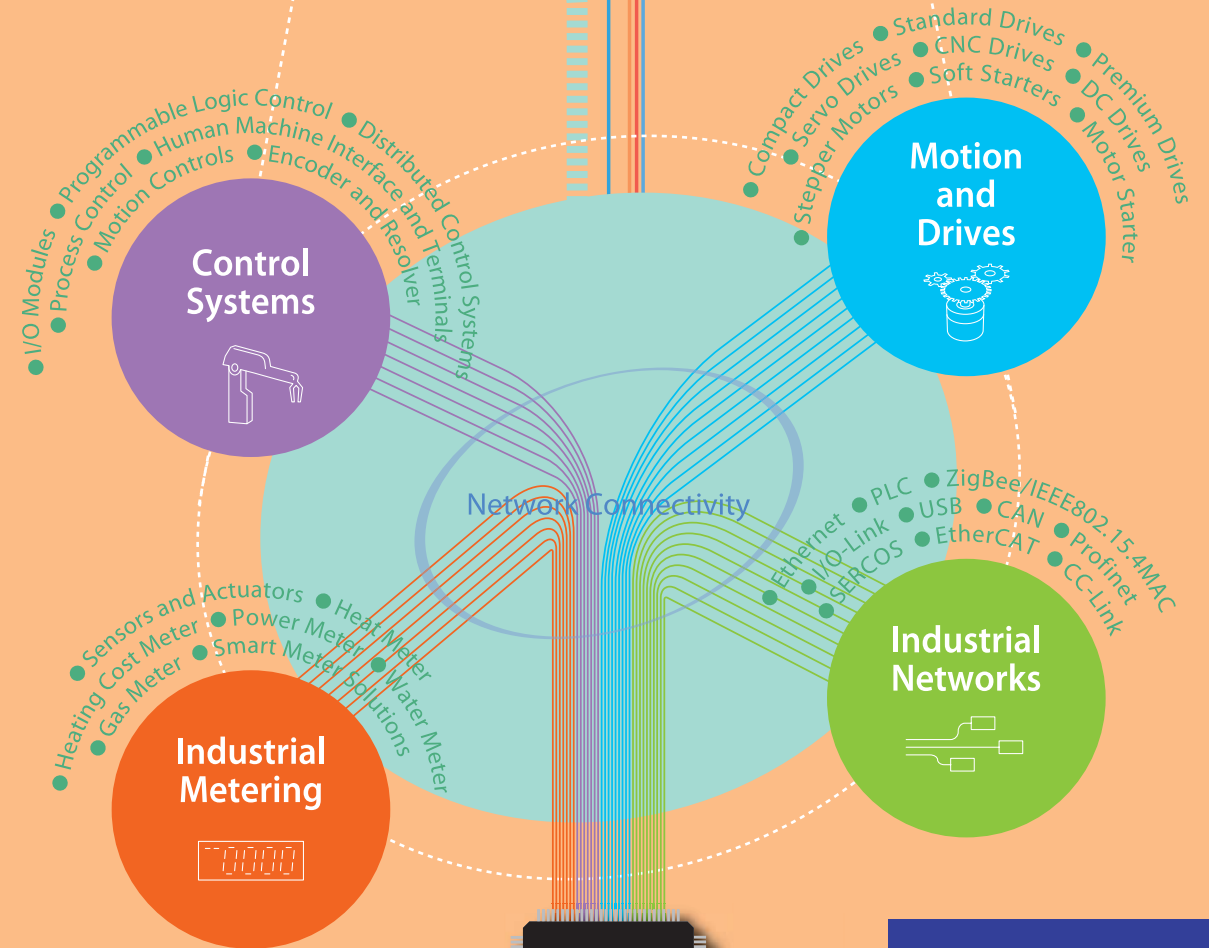 ● I/O Modules ● Programmable Logic Control ● Distributed Control Systems
● Process Control ● Human Machine Interface and Terminals
● Motion Controls ● Encoder and Resolver
Control
Systems
● Compact Drives ● Standard Drives ● Premium Drives
● Servo Drives ● CNC Drives ● DC Drives
● Stepper Motors ● Soft Starters ● Motor Starter
Motion
and
Drives
Network Connectivity
● Ethernet ● PLC ● ZigBee/IEEE802.15.4MAC
● I/O-Link ● USB ● CAN ● Profinet
● SERCOS ● EtherCAT ● CC-Link
Industrial
Networks
● Sensors and Actuators ● Heat Meter
● Heating Cost Meter ● Power Meter ● Water Meter
● Gas Meter ● Smart Meter Solutions
Industrial
Metering